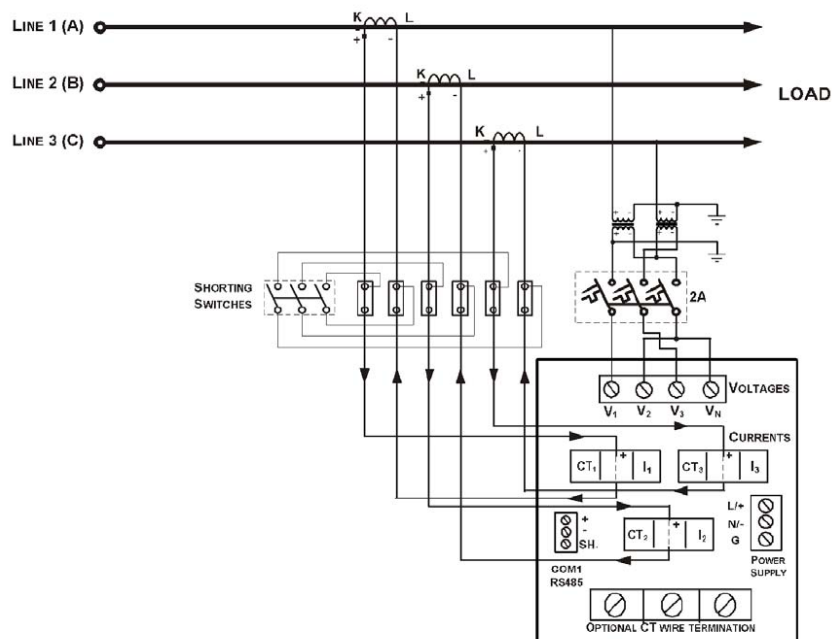 K L
LINE 1 (A)
+ -
K L
LINE 2 (B)
+ -
LOAD
K L
LINE 3 (C)
+ -
+ - + -
+ - + -
SHORTING
SWITCHES
2A
VOLTAGES
V1 V2 V3 VN
CURRENTS
CT1 + I1
CT3 + I3
L/+
N/-
G
POWER
SUPPLY
+
-
SH
COM1
RS485
CT2 + I2
OPTIONAL CT WIRE TERMINATION